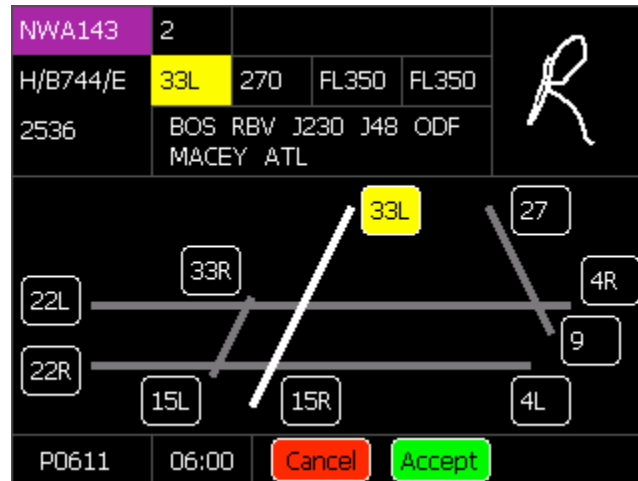 NWA143 2
H/B744/E 33L 270 FL350 FL350
R
2536 BOS RBV J230 J48 ODF
MACEY ATL
33L 27
33R 4R
22L
9
22R
15L 15R 4L
P0611 06:00 Cancel Accept